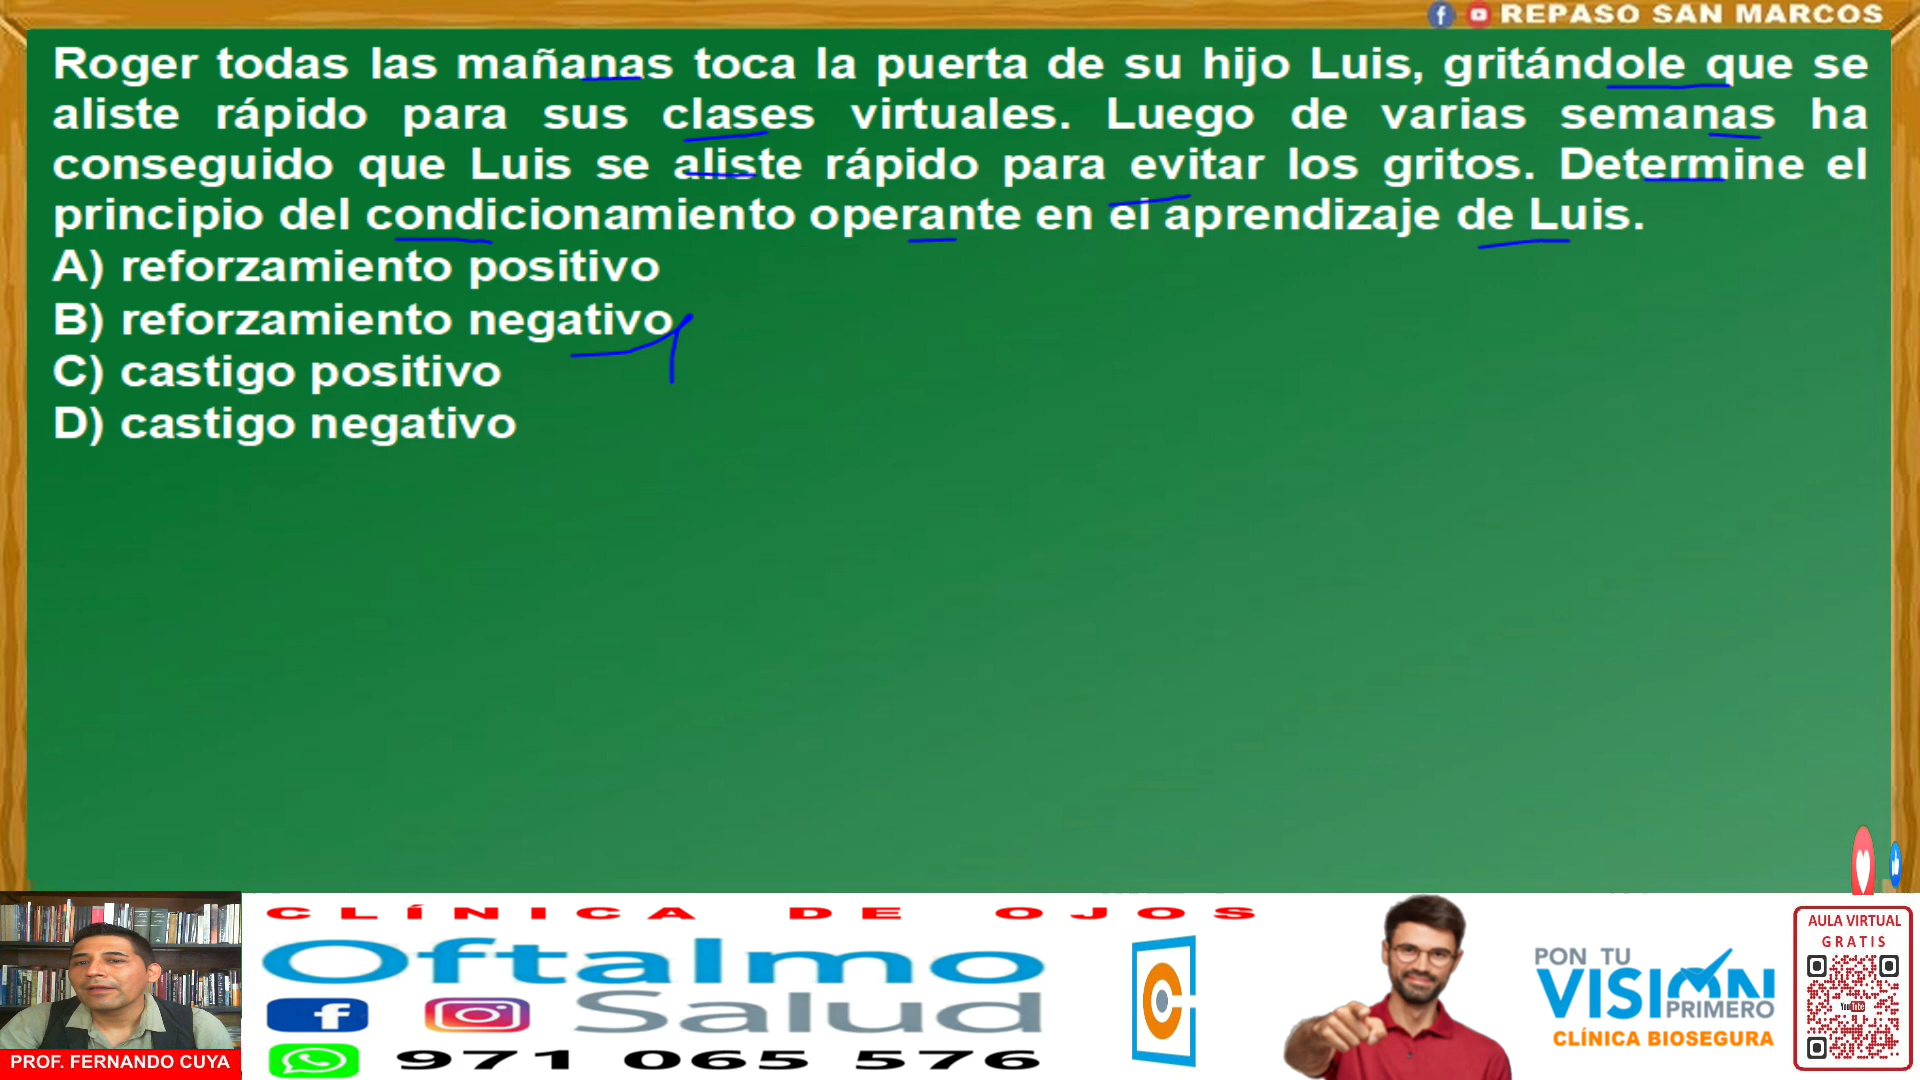 REPASO SAN MARCOS
Roger todas las mañanas toca la puerta de su hijo Luis, gritándole que se
aliste rápido para sus clases virtuales. Luego de varias semanas ha
conseguido que Luis se aliste rápido para evitar los gritos. Determine el
principio del condicionamiento operante en el aprendizaje de Luis.
A) reforzamiento positivo
B) reforzamiento negativo
C) castigo positivo
D) castigo negativo
PROF. FERNANDO CUYA
CLÍNICA DE OJOS
Oftalmo
Salud
971 065 576
PON TU
VISIÓN
PRIMERO
CLÍNICA BIOSEGURA
AULA VIRTUAL
GRATIS
YouTube